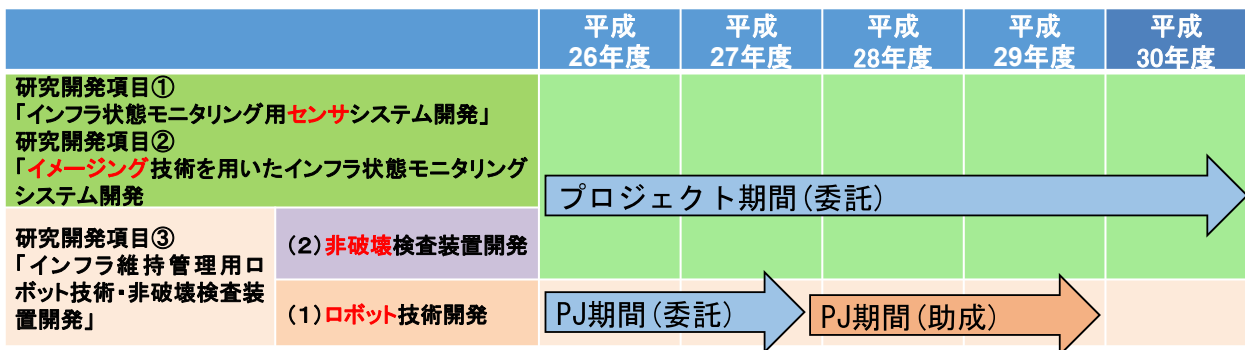 平成
26年度
平成
27年度
平成
28年度
平成
29年度
平成
30年度
研究開発項目①
「インフラ状態モニタリング用センサシステム開発」
研究開発項目②
「イメージング技術を用いたインフラ状態モニタリング
システム開発
プロジェクト期間(委託)
研究開発項目③
「インフラ維持管理用ロ
ボット技術・非破壊検査装
置開発」
(2)非破壊検査装置開発
(1)ロボット技術開発
PJ期間(委託)
PJ期間(助成)